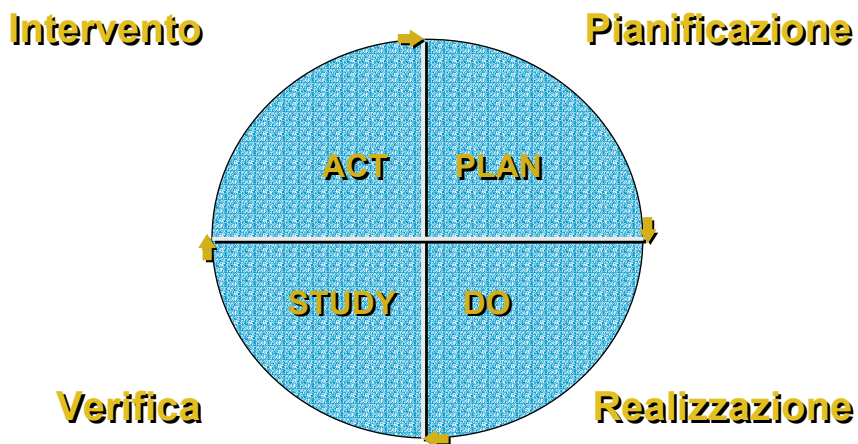 Intervento
Pianificazione
ACT
PLAN
STUDY
DO
Verifica
Realizzazione